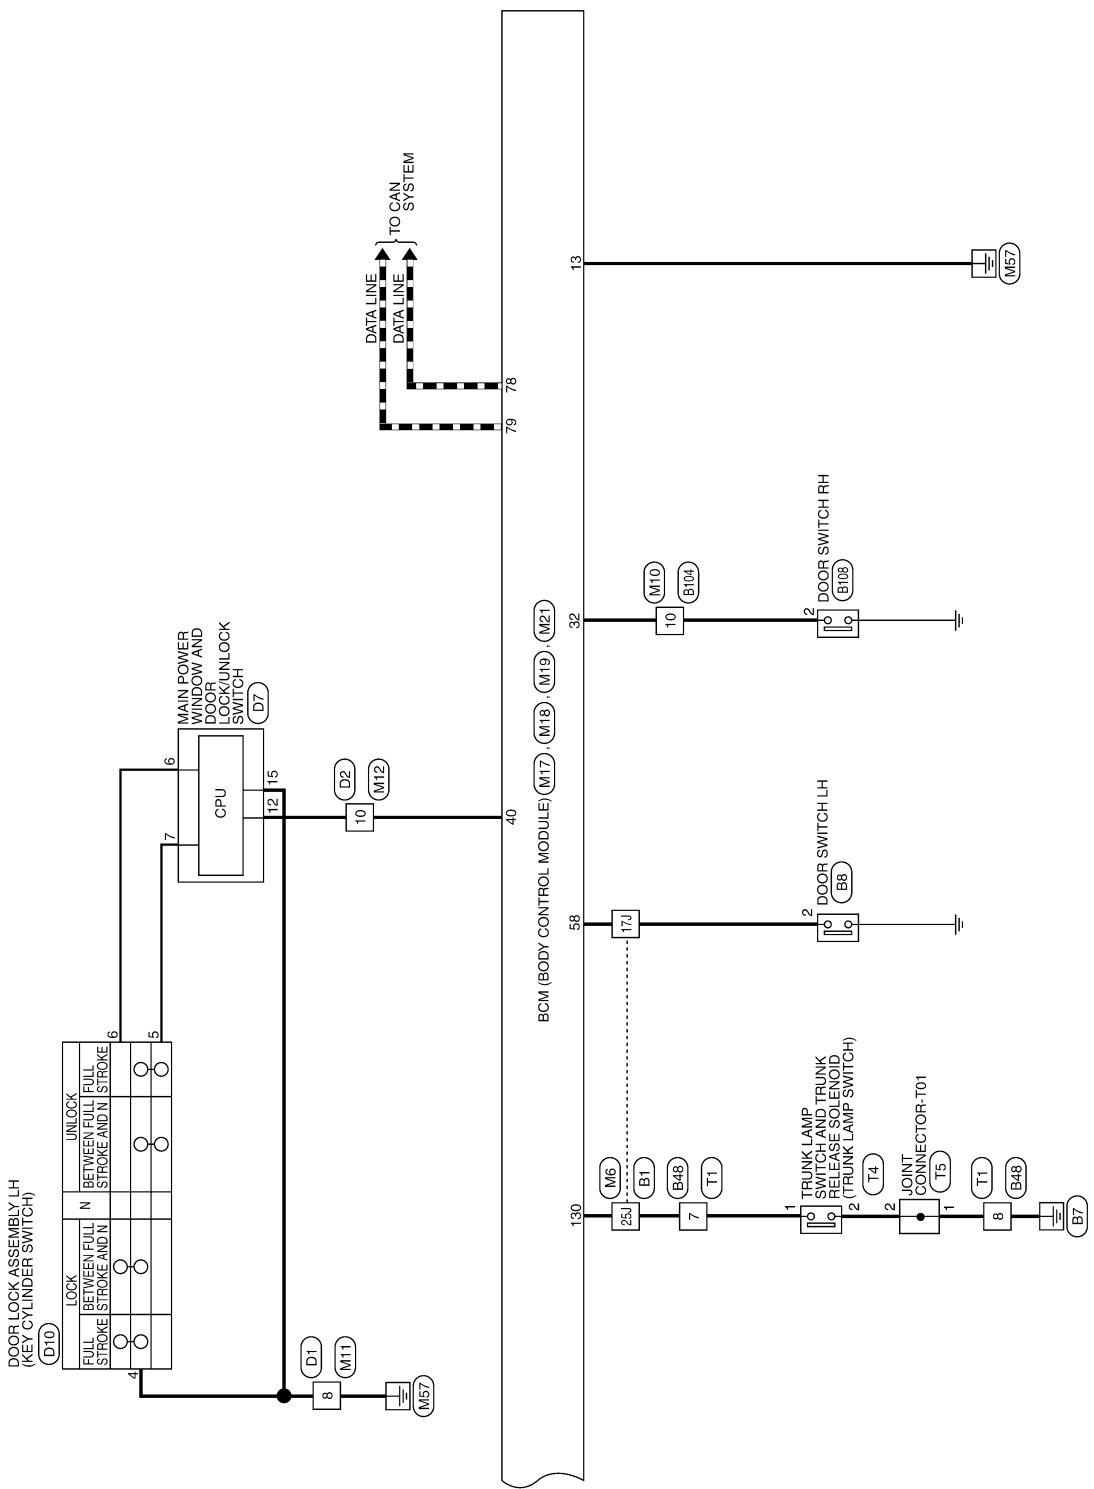 DOOR LOCK ASSEMBLY LH
(KEY CYLINDER SWITCH)
D10
LOCK
N
UNLOCK
FULL
STROKE
BETWEEN FULL
STROKE AND N
BETWEEN FULL
STROKE AND N
FULL
STROKE
4
6
5
D1
8
M11
M57
MAIN POWER
WINDOW AND
DOOR
LOCK/UNLOCK
SWITCH
D7
7
6
CPU
12
15
D2
10
M12
DATA LINE
DATA LINE
TO CAN
SYSTEM
40
79
78
BCM (BODY CONTROL MODULE)
M17 , M18 , M19 , M21
130
58
32
13
M6
25J
B1
17J
B48
7
T1
1
TRUNK LAMP
SWITCH AND TRUNK
RELEASE SOLENOID
(TRUNK LAMP SWITCH)
2
T4
2
JOINT
CONNECTOR-T01
T5
1
T1
8
B48
B7
2
DOOR SWITCH LH
B8
M10
10
B104
2
DOOR SWITCH RH
B108
M57